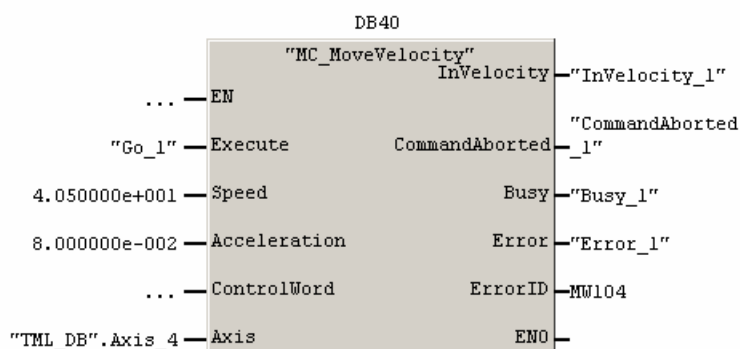 DB40
"MC_MoveVelocity"
InVelocity "InVelocity_1"
... EN
"CommandAborted
"Go_1" Execute CommandAborted _1"
4.050000e+001 Speed Busy "Busy_1"
8.000000e-002 Acceleration Error "Error_1"
... ControlWord ErrorID MW104
"TML DB".Axis 4 Axis ENO